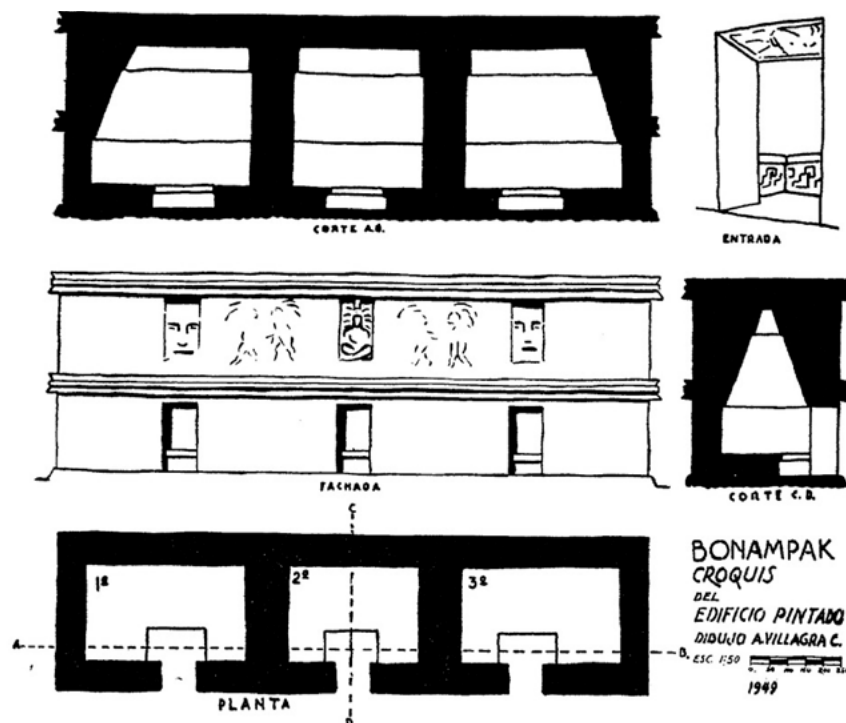 CORTE A.B.
ENTRADA
FACHADA
CORTE C.D.
C
1ª
2ª
3ª
A.
B.
PLANTA
D
BONAMPAK
CROQUIS
DEL
EDIFICIO PINTADO
DIBUJO A.VILLAGRA C.
ESC. 1:50
1949